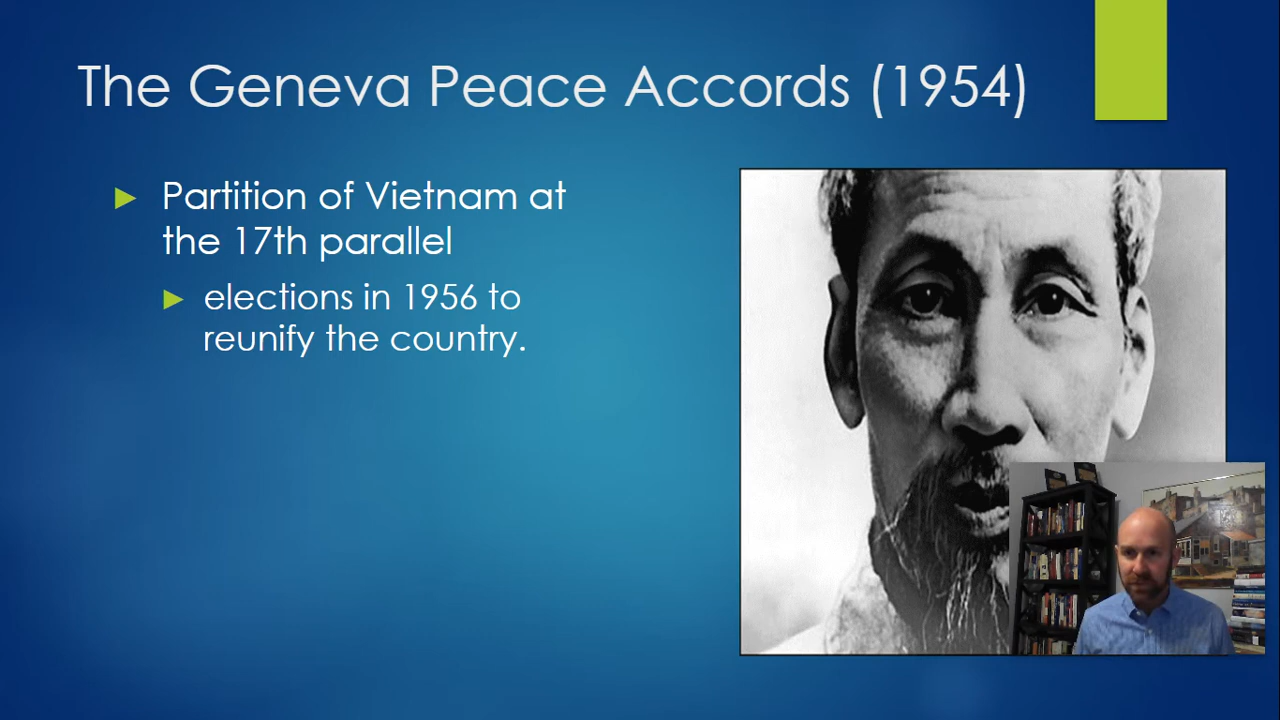 The Geneva Peace Accords (1954)
Partition of Vietnam at
the 17th parallel
elections in 1956 to
reunify the country.